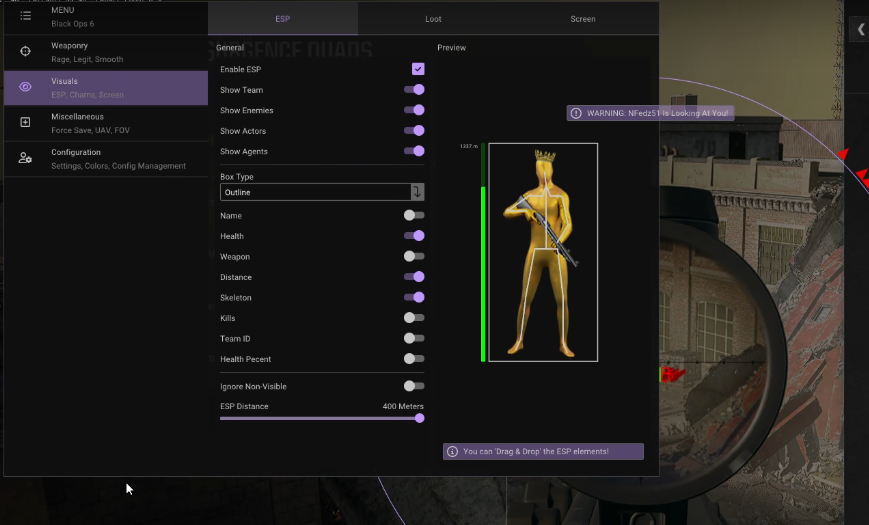 MENU
Black Ops 6
Weaponry
Rage, Legit, Smooth
Visuals
ESP, Chams, Screen
Miscellaneous
Force Save, UAV, FOV
Configuration
Settings, Colors, Config Management
ESP
Loot
Screen
General
Enable ESP
Show Team
Show Enemies
Show Actors
Show Agents
Box Type
Outline
Name
Health
Weapon
Distance
Skeleton
Kills
Team ID
Health Pecent
Ignore Non-Visible
ESP Distance
400 Meters
Preview
WARNING: NFedz51 Is Looking At You!
1337.m
You can 'Drag & Drop' the ESP elements!